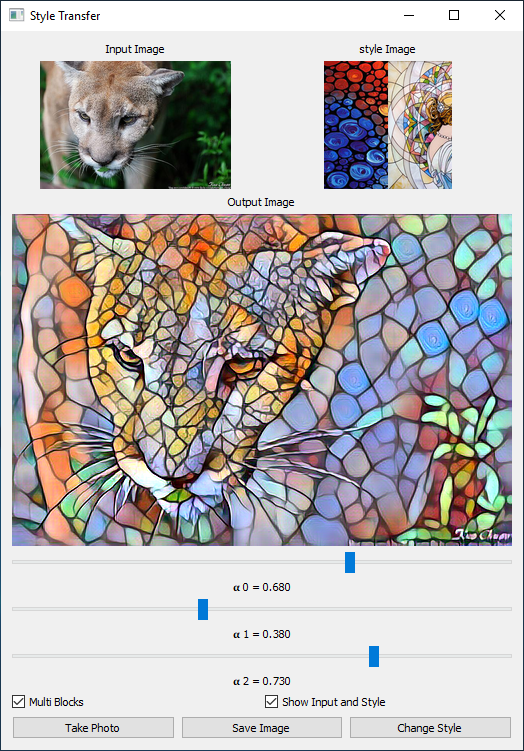 Style Transfer
Input Image
style Image
Output Image
α 0 = 0.680
α 1 = 0.380
α 2 = 0.730
Multi Blocks
Show Input and Style
Take Photo
Save Image
Change Style